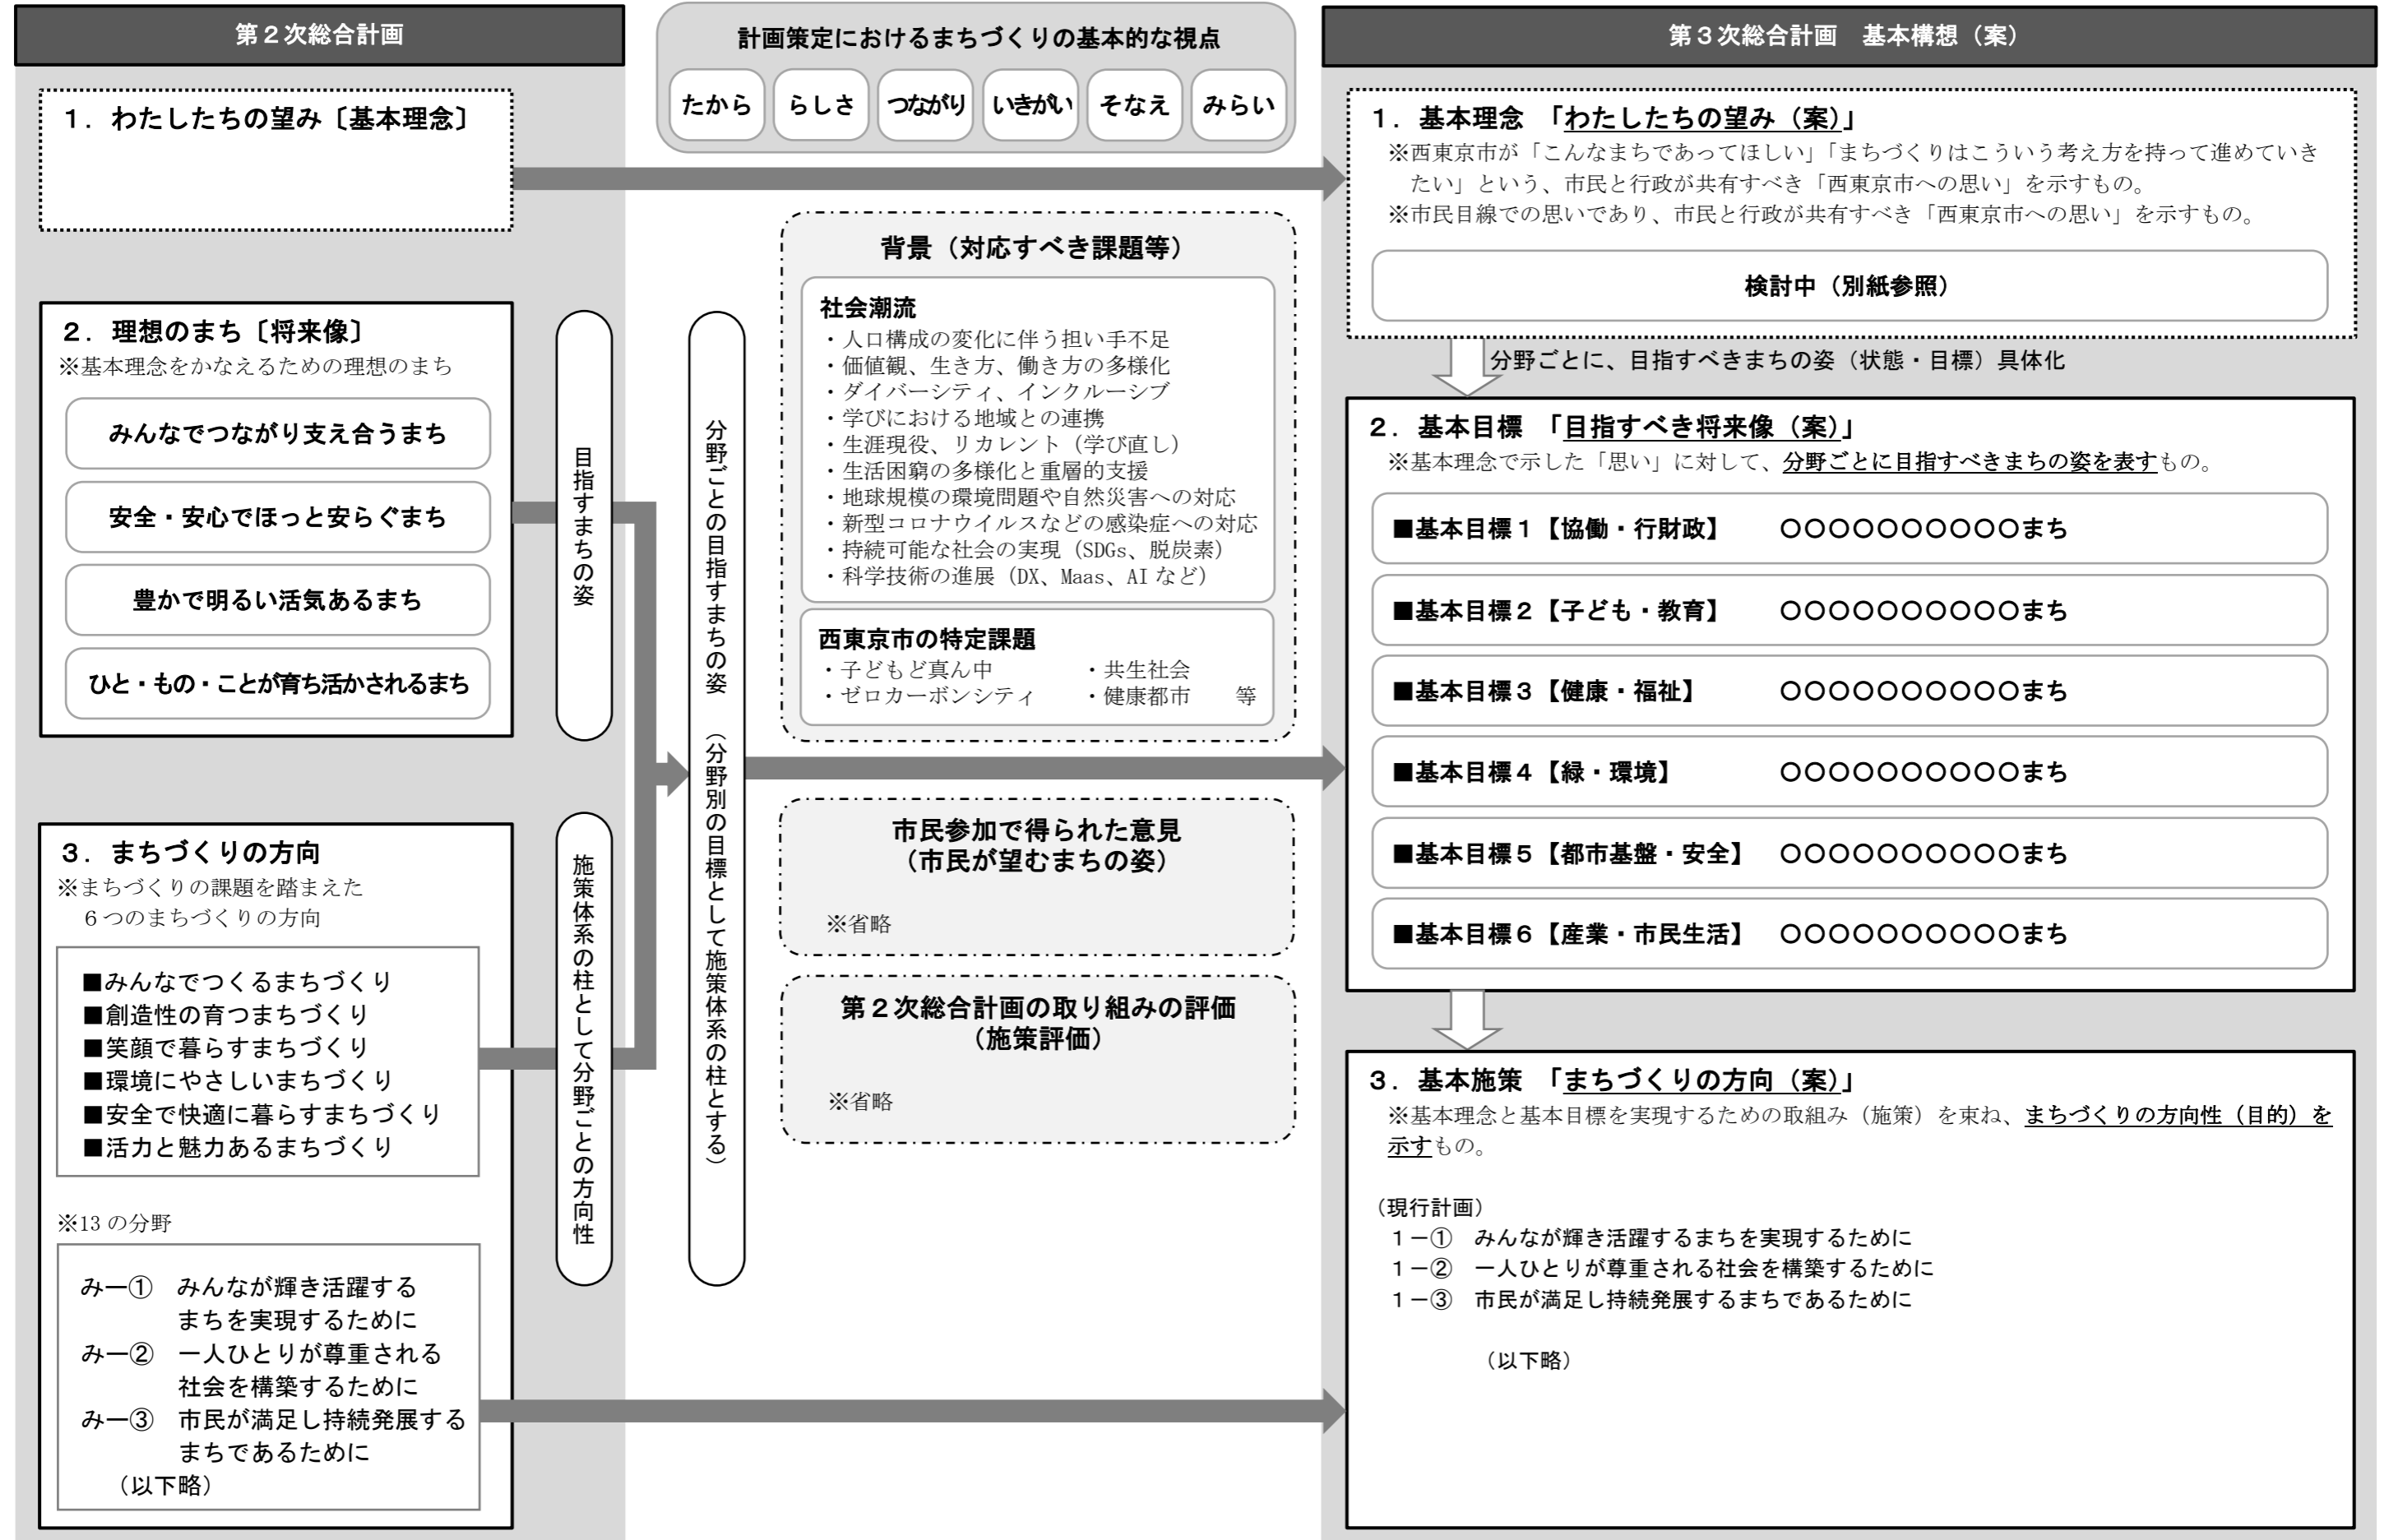 第２次総合計画
１．わたしたちの望み〔基本理念〕
２．理想のまち〔将来像〕
※基本理念をかなえるための理想のまち
みんなでつながり支え合うまち
安全・安心でほっと安らぐまち
豊かで明るい活気あるまち
ひと・もの・ことが育ち活かされるまち
３．まちづくりの方向
※まちづくりの課題を踏まえた
６つのまちづくりの方向
■みんなでつくるまちづくり
■創造性の育つまちづくり
■笑顔で暮らすまちづくり
■環境にやさしいまちづくり
■安全で快適に暮らすまちづくり
■活力と魅力あるまちづくり
※13 の分野
みー①　みんなが輝き活躍する
まちを実現するために
みー②　一人ひとりが尊重される
社会を構築するために
みー③　市民が満足し持続発展する
まちであるために
（以下略）
目指すまちの姿
施策体系の柱として分野ごとの方向性
分野ごとの目指すまちの姿　（分野別の目標として施策体系の柱とする）
計画策定におけるまちづくりの基本的な視点
たから
らしさ
つながり
いきがい
そなえ
みらい
背景（対応すべき課題等）
社会潮流
・人口構成の変化に伴う担い手不足
・価値観、生き方、働き方の多様化
・ダイバーシティ、インクルーシブ
・学びにおける地域との連携
・生涯現役、リカレント（学び直し）
・生活困窮の多様化と重層的支援
・地球規模の環境問題や自然災害への対応
・新型コロナウイルスなどの感染症への対応
・持続可能な社会の実現（SDGs、脱炭素）
・科学技術の進展（DX、Maas、AI など）
西東京市の特定課題
・子どもど真ん中　・共生社会
・ゼロカーボンシティ　・健康都市　等
市民参加で得られた意見
（市民が望むまちの姿）
※省略
第２次総合計画の取り組みの評価
（施策評価）
※省略
第３次総合計画　基本構想（案）
１．基本理念　「わたしたちの望み（案）」
※西東京市が「こんなまちであってほしい」「まちづくりはこういう考え方を持って進めていき
たい」という、市民と行政が共有すべき「西東京市への思い」を示すもの。
※市民目線での思いであり、市民と行政が共有すべき「西東京市への思い」を示すもの。
検討中（別紙参照）
分野ごとに、目指すべきまちの姿（状態・目標）具体化
２．基本目標　「目指すべき将来像（案）」
※基本理念で示した「思い」に対して、分野ごとに目指すべきまちの姿を表すもの。
■基本目標１【協働・行財政】　〇〇〇〇〇〇〇〇〇〇まち
■基本目標２【子ども・教育】　〇〇〇〇〇〇〇〇〇〇まち
■基本目標３【健康・福祉】　〇〇〇〇〇〇〇〇〇〇まち
■基本目標４【緑・環境】　〇〇〇〇〇〇〇〇〇〇まち
■基本目標５【都市基盤・安全】　〇〇〇〇〇〇〇〇〇〇まち
■基本目標６【産業・市民生活】　〇〇〇〇〇〇〇〇〇〇まち
３．基本施策　「まちづくりの方向（案）」
※基本理念と基本目標を実現するための取組み（施策）を束ね、まちづくりの方向性（目的）を
示すもの。
（現行計画）
１－①　みんなが輝き活躍するまちを実現するために
１－②　一人ひとりが尊重される社会を構築するために
１－③　市民が満足し持続発展するまちであるために
（以下略）